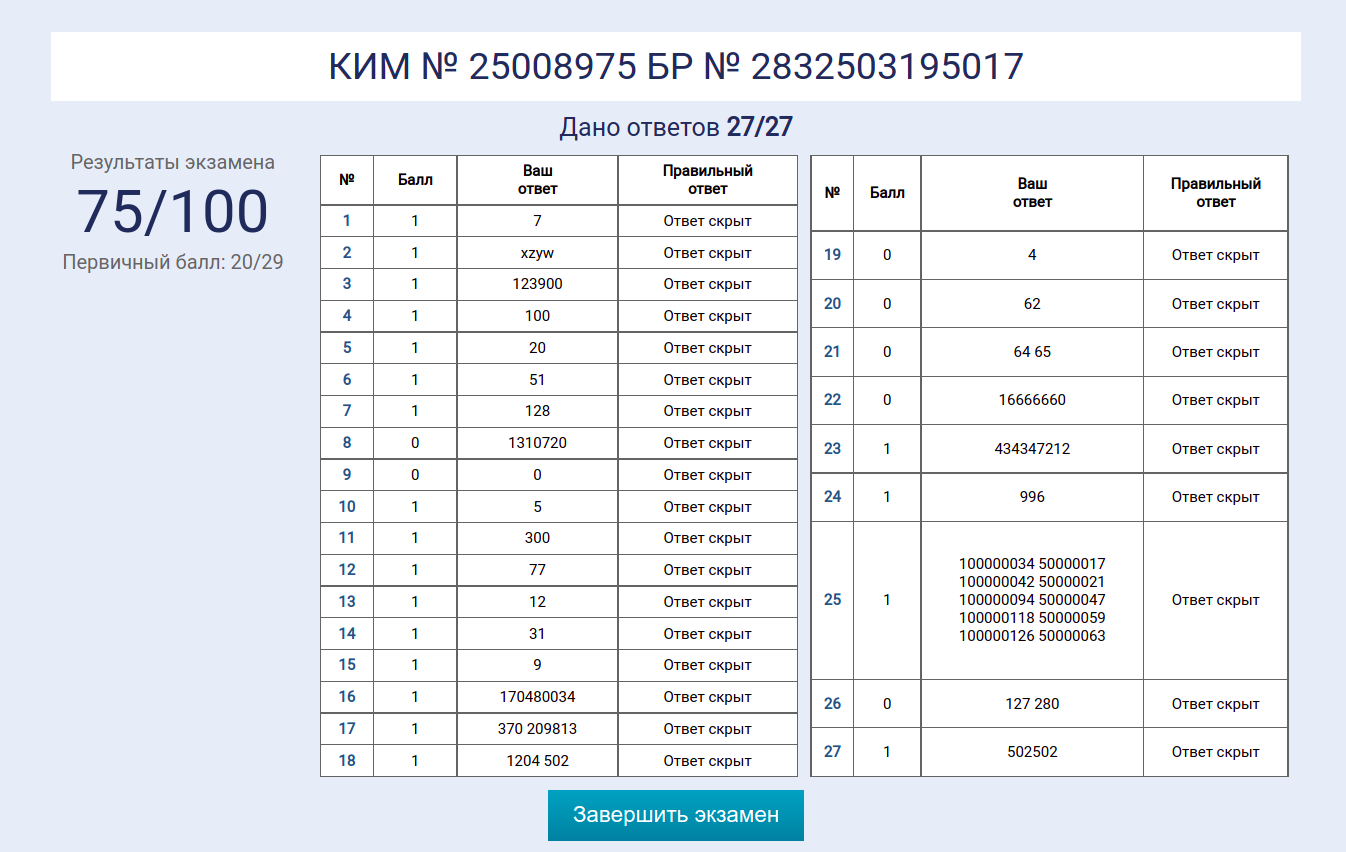 КИМ № 25008975 БР № 2832503195017
Дано ответов 27/27
Результаты экзамена
75/100
Первичный балл: 20/29
№ Балл Ваш ответ Правильный ответ
1 1 7 Ответ скрыт
2 1 xzyw Ответ скрыт
3 1 123900 Ответ скрыт
4 1 100 Ответ скрыт
5 1 20 Ответ скрыт
6 1 51 Ответ скрыт
7 1 128 Ответ скрыт
8 0 1310720 Ответ скрыт
9 0 0 Ответ скрыт
10 1 5 Ответ скрыт
11 1 300 Ответ скрыт
12 1 77 Ответ скрыт
13 1 12 Ответ скрыт
14 1 31 Ответ скрыт
15 1 9 Ответ скрыт
16 1 170480034 Ответ скрыт
17 1 370 209813 Ответ скрыт
18 1 1204 502 Ответ скрыт
№ Балл Ваш ответ Правильный ответ
19 0 4 Ответ скрыт
20 0 62 Ответ скрыт
21 0 64 65 Ответ скрыт
22 0 16666660 Ответ скрыт
23 1 434347212 Ответ скрыт
24 1 996 Ответ скрыт
100000034 50000017
100000042 50000021
25 1 100000094 50000047 Ответ скрыт
100000118 50000059
100000126 50000063
26 0 127 280 Ответ скрыт
27 1 502502 Ответ скрыт
Завершить экзамен